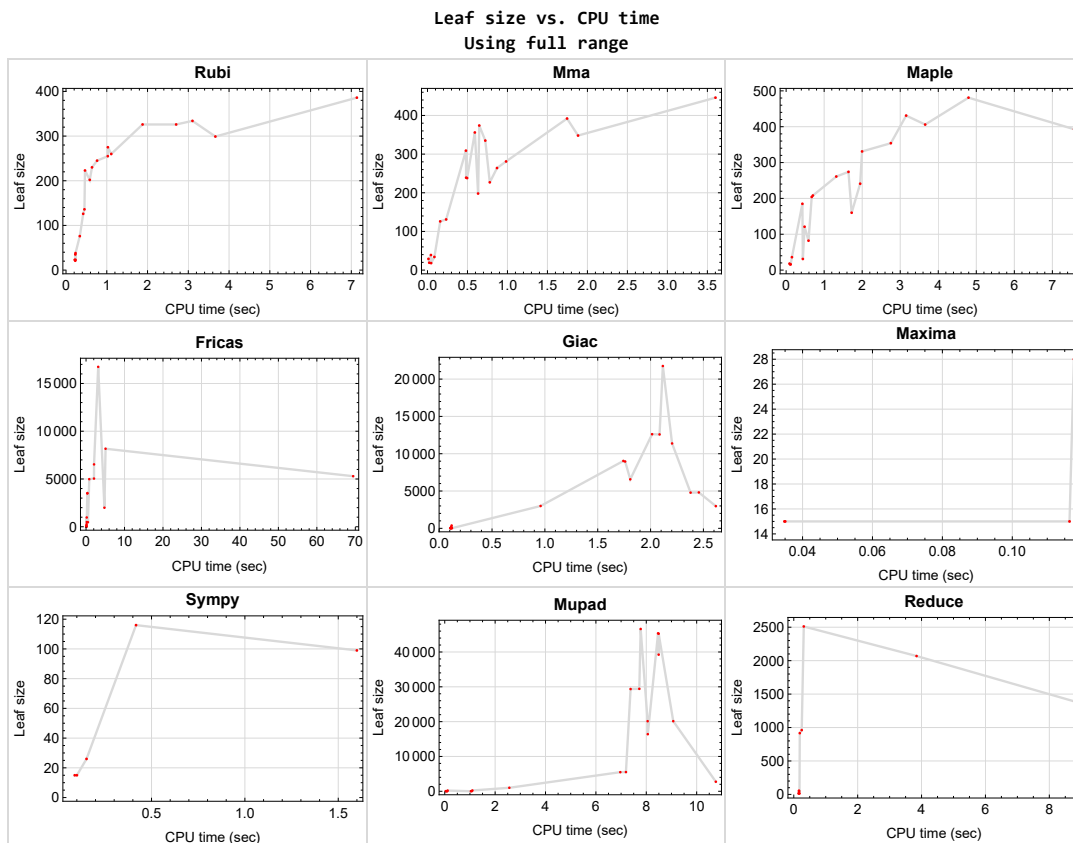 Leaf size vs. CPU time
Using full range
Rubi
Leaf size
400
300
200
100
0
0 1 2 3 4 5 6 7
CPU time (sec)
Mma
Leaf size
400
300
200
100
0
0.0 0.5 1.0 1.5 2.0 2.5 3.0 3.5
CPU time (sec)
Maple
Leaf size
500
400
300
200
100
0
0 1 2 3 4 5 6 7
CPU time (sec)
Fricas
Leaf size
15 000
10 000
5000
0
0 10 20 30 40 50 60 70
CPU time (sec)
Giac
Leaf size
20 000
15 000
10 000
5000
0
0.0 0.5 1.0 1.5 2.0 2.5
CPU time (sec)
Maxima
Leaf size
28
26
24
22
20
18
16
14
0.04 0.06 0.08 0.10
CPU time (sec)
Sympy
Leaf size
120
100
80
60
40
20
0
0.5 1.0 1.5
CPU time (sec)
Mupad
Leaf size
40 000
30 000
20 000
10 000
0
0 2 4 6 8 10
CPU time (sec)
Reduce
Leaf size
2500
2000
1500
1000
500
0
0 2 4 6 8
CPU time (sec)